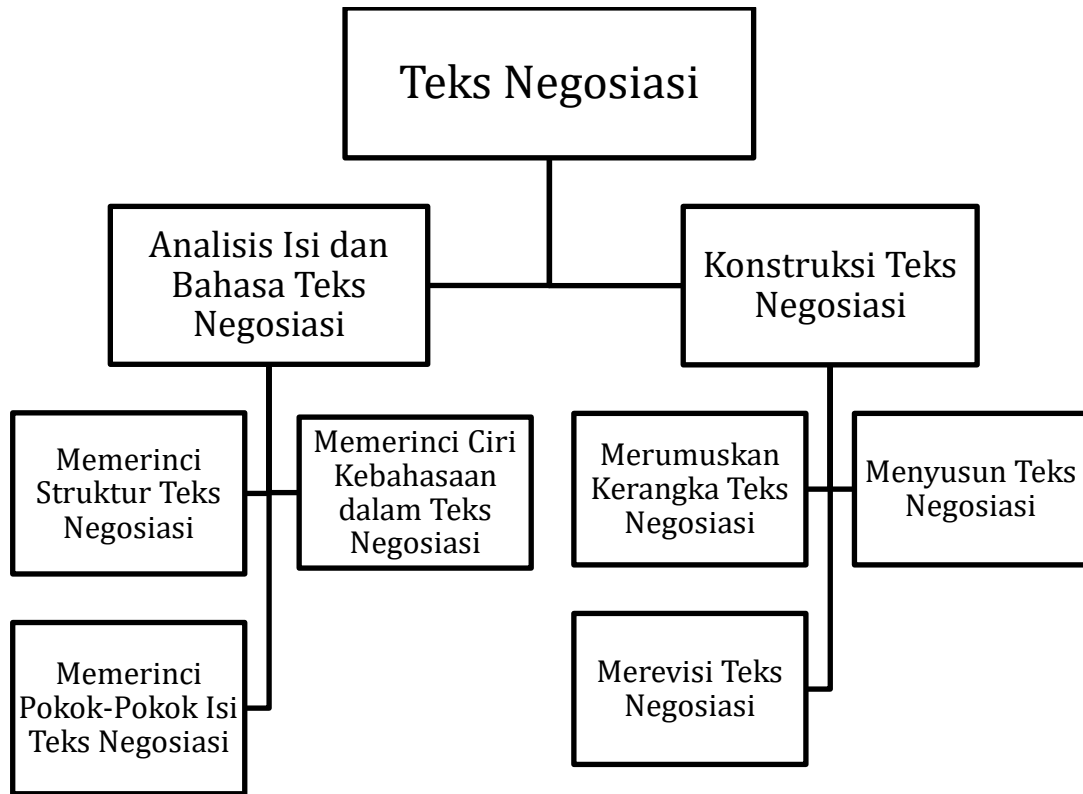 Teks Negosiasi
Analisis Isi dan
Bahasa Teks
Negosiasi
Konstruksi Teks
Negosiasi
Memerinci
Struktur Teks
Negosiasi
Memerinci Ciri
Kebahasaan
dalam Teks
Negosiasi
Merumuskan
Kerangka Teks
Negosiasi
Menyusun Teks
Negosiasi
Memerinci
Pokok-Pokok Isi
Teks Negosiasi
Merevisi Teks
Negosiasi